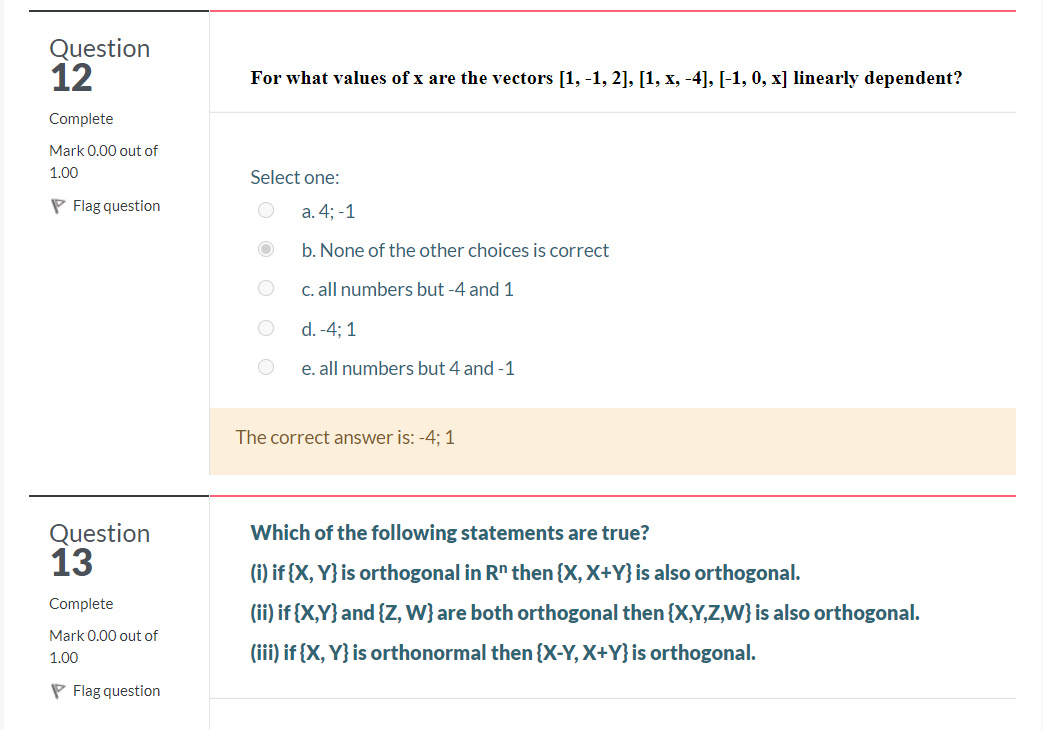 Question
12
Complete
Mark 0.00 out of
1.00
Flag question
For what values of x are the vectors [1, -1, 2], [1, x, -4], [-1, 0, x] linearly dependent?
Select one:
a. 4; -1
b. None of the other choices is correct
c. all numbers but -4 and 1
d. -4; 1
e. all numbers but 4 and -1
The correct answer is: -4; 1
Question
13
Complete
Mark 0.00 out of
1.00
Flag question
Which of the following statements are true?
(i) if {X, Y} is orthogonal in Rⁿ then {X, X+Y} is also orthogonal.
(ii) if {X,Y} and {Z, W} are both orthogonal then {X,Y,Z,W} is also orthogonal.
(iii) if {X, Y} is orthonormal then {X-Y, X+Y} is orthogonal.